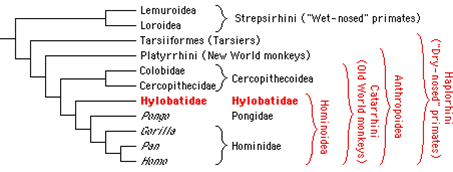 Lemuroidea
Loroidea
Strepsirhini ("Wet-nosed" primates)
Tarsiiformes (Tarsiers)
Platyrrhini (New World monkeys)
Colobidae
Cercopithecidae
Cercopithecoidea
Hylobatidae Hylobatidae
Pongo Pongidae
Gorilla
Pan
Homo
Hominidae
Hominoidea
Catarrhini
(Old World monkeys)
Anthropoidea
Haplorhini
("Dry-nosed" primates)